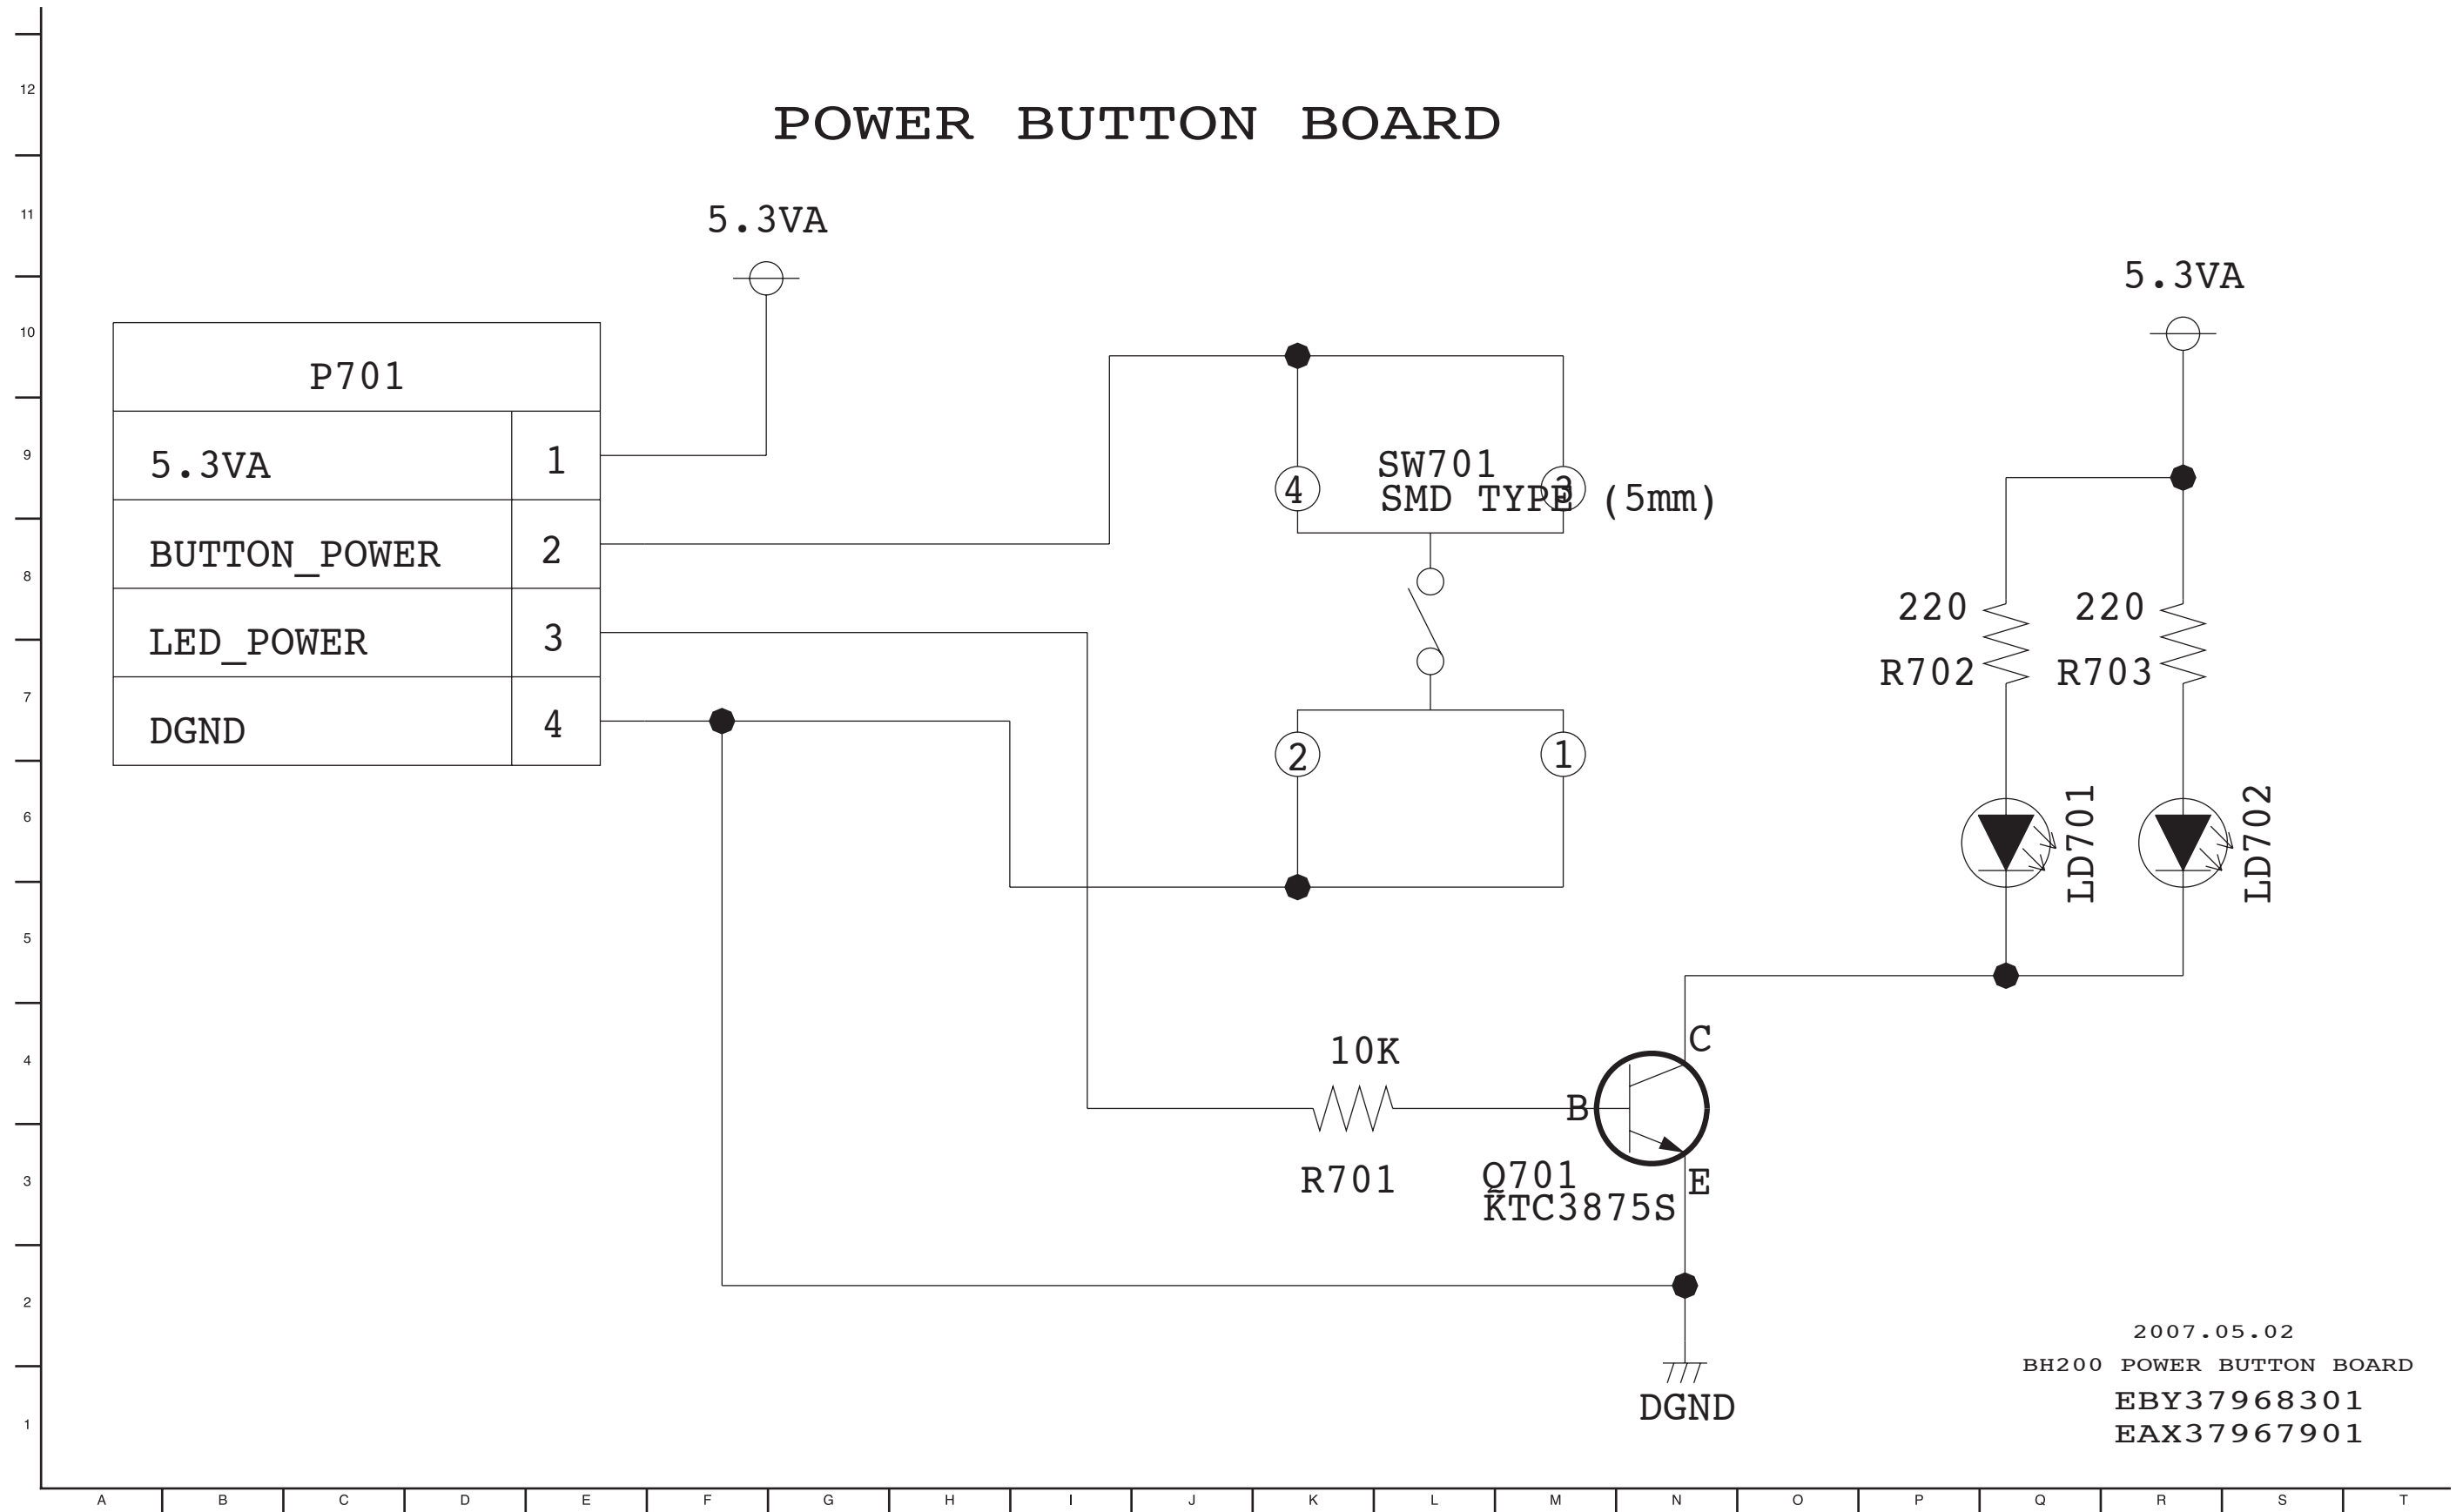 POWER BUTTON BOARD
5.3VA
5.3VA
P701
5.3VA 1
BUTTON_POWER 2
LED_POWER 3
DGND 4
SW701
SMD TYPE (5mm)
4
3
2
1
220
R702
220
R703
LD701
LD702
10K
R701
B
C
E
Q701
KTC3875S
DGND
2007.05.02
BH200 POWER BUTTON BOARD
EBY37968301
EAX37967901
12
11
10
9
8
7
6
5
4
3
2
1
A B C D E F G H I J K L M N O P Q R S T